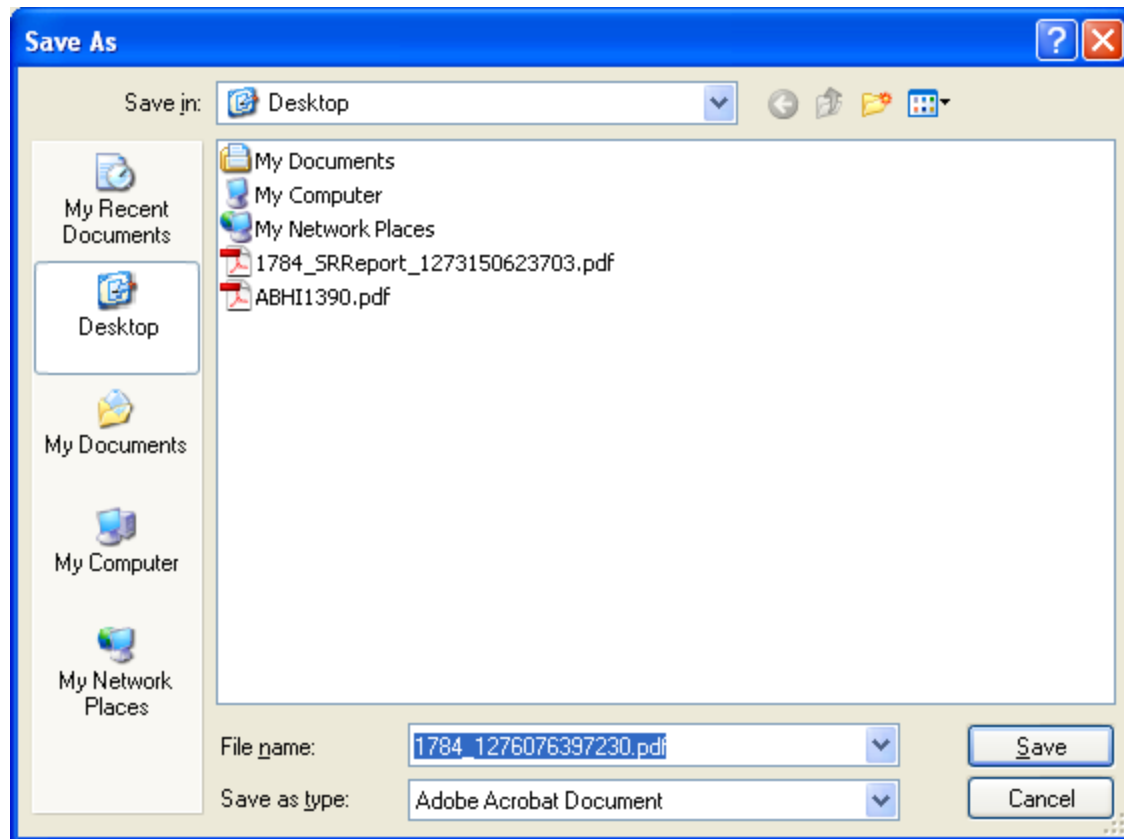 Save As
?
Save in:
Desktop
My Recent
Documents
Desktop
My Documents
My Computer
My Network
Places
My Documents
My Computer
My Network Places
1784_SRReport_1273150623703.pdf
ABHI1390.pdf
File name:
1784_1276076397230.pdf
Save
Save as type:
Adobe Acrobat Document
Cancel